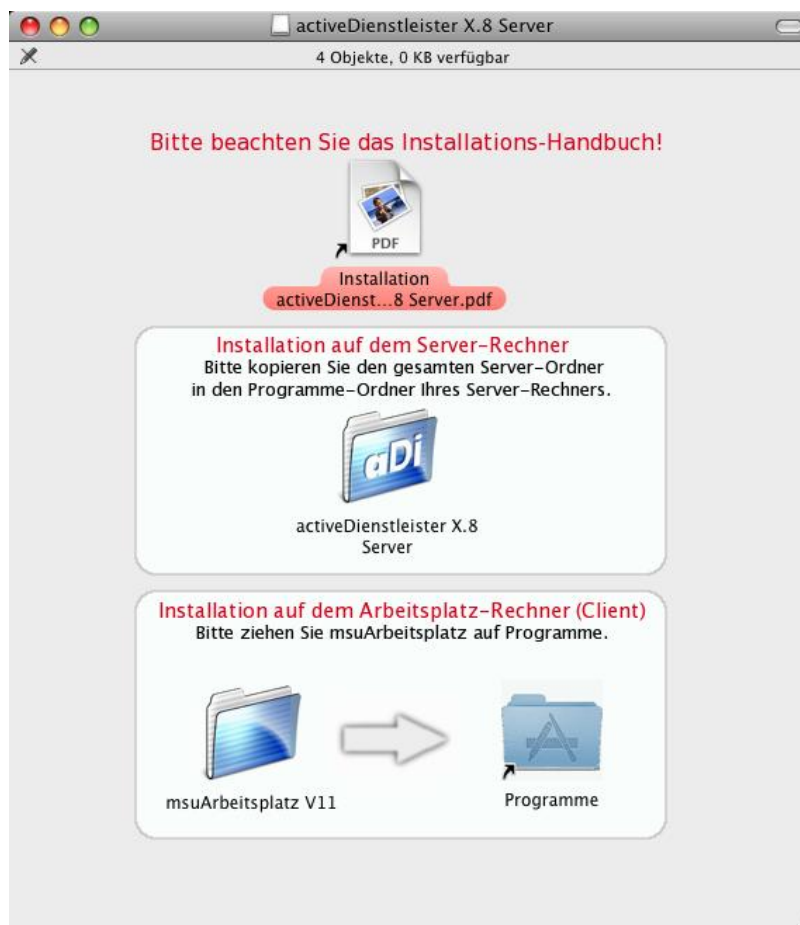 activeDienstleister X.8 Server
4 Objekte, 0 KB verfügbar
Bitte beachten Sie das Installations-Handbuch!
PDF
Installation
activeDienst...8 Server.pdf
Installation auf dem Server-Rechner
Bitte kopieren Sie den gesamten Server-Ordner
in den Programme-Ordner Ihres Server-Rechners.
aDi
activeDienstleister X.8
Server
Installation auf dem Arbeitsplatz-Rechner (Client)
Bitte ziehen Sie msuArbeitsplatz auf Programme.
msuArbeitsplatz V11
Programme